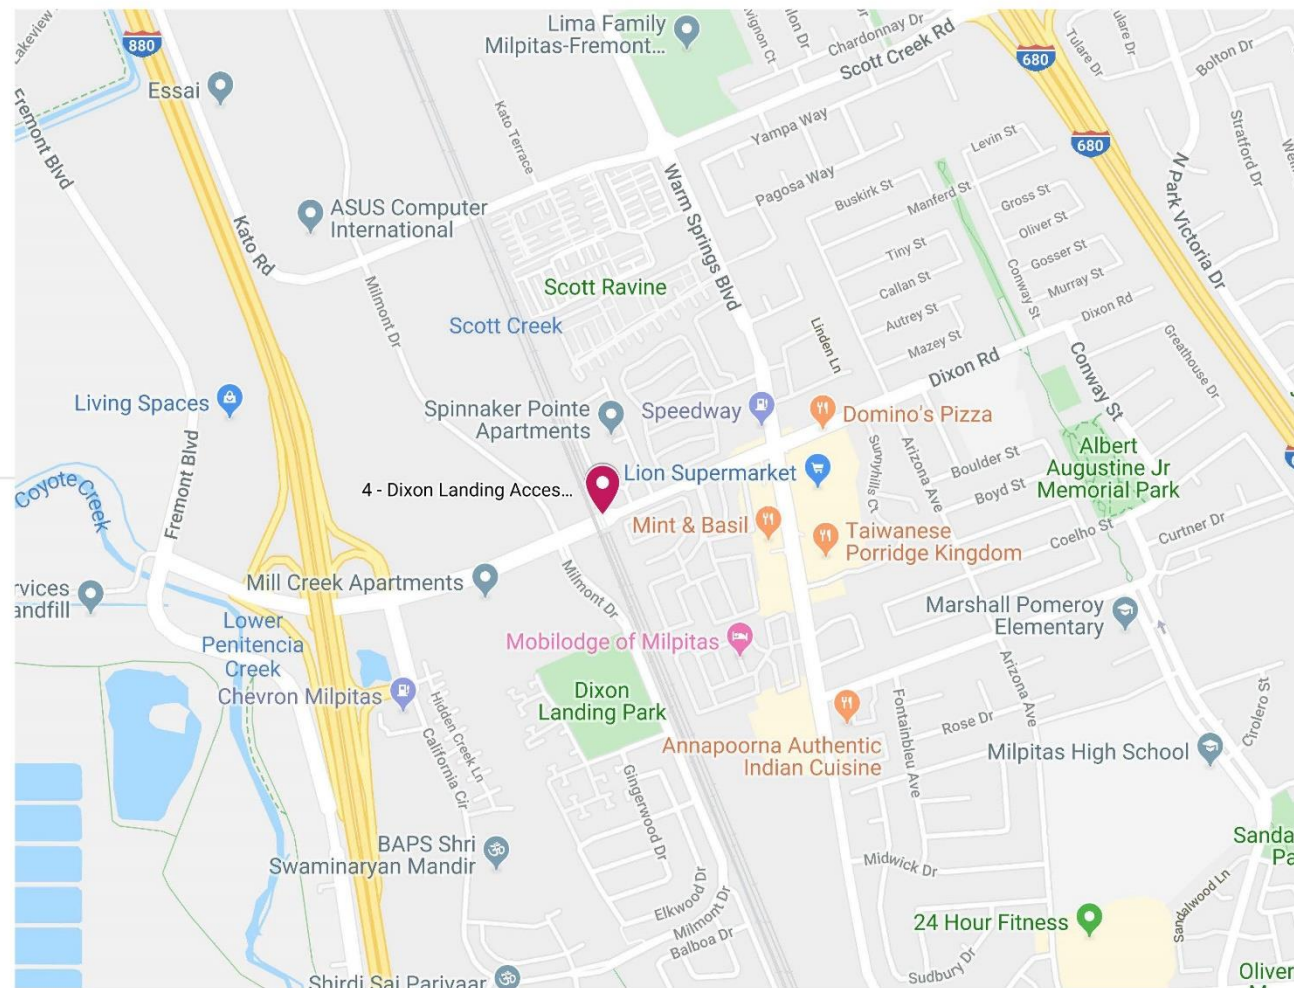 Lakeview
880
Essai
Lima Family
Milpitas-Fremont...
Chardonnay Dr
Scott Creek Rd
680
Tulare Dr
Tulare Dr
Bolton Dr
Stratford Dr
Fremont Blvd
Kato Terrace
Yampa Way
Levin St
680
N Park Victoria Dr
Pagosa Way
Buskirk St
Manferd St
Gross St
Oliver St
Gosser St
Murray St
Dixon Rd
Conway St
Warm Springs Blvd
ASUS Computer
International
Kato Rd
Milmont Dr
Scott Ravine
Scott Creek
Tiny St
Callan St
Autrey St
Mazey St
Linden Ln
Dixon Rd
Conway St
Greathouse Dr
Living Spaces
Spinnaker Pointe
Apartments
Speedway
Domino's Pizza
Fremont Blvd
Coyote Creek
4 - Dixon Landing Acces...
Lion Supermarket
Sunnyhills Ct
Arizona Ave
Boulder St
Boyd St
Coelho St
Albert
Augustine Jr
Memorial Park
Curtner Dr
Mint & Basil
Taiwanese
Porridge Kingdom
Mill Creek Apartments
Milmont Dr
rvices
andfill
Lower
Penitencia
Creek
Marshall Pomeroy
Elementary
Mobilodge of Milpitas
Chevron Milpitas
Hidden Creek Ln
California Cir
Dixon
Landing Park
Annapoorna Authentic
Indian Cuisine
Fontainbleu Ave
Rose Dr
Arizona Ave
Milpitas High School
Cirolero St
Gingerwood Dr
BAPS Shri
Swaminaryan Mandir
Midwick Dr
Elkwood Dr
Milmont Dr
Balboa Dr
24 Hour Fitness
Sandalwood Ln
Sanda
Pa
Shirdi Sai Parivaar
Sudbury Dr
Oliver